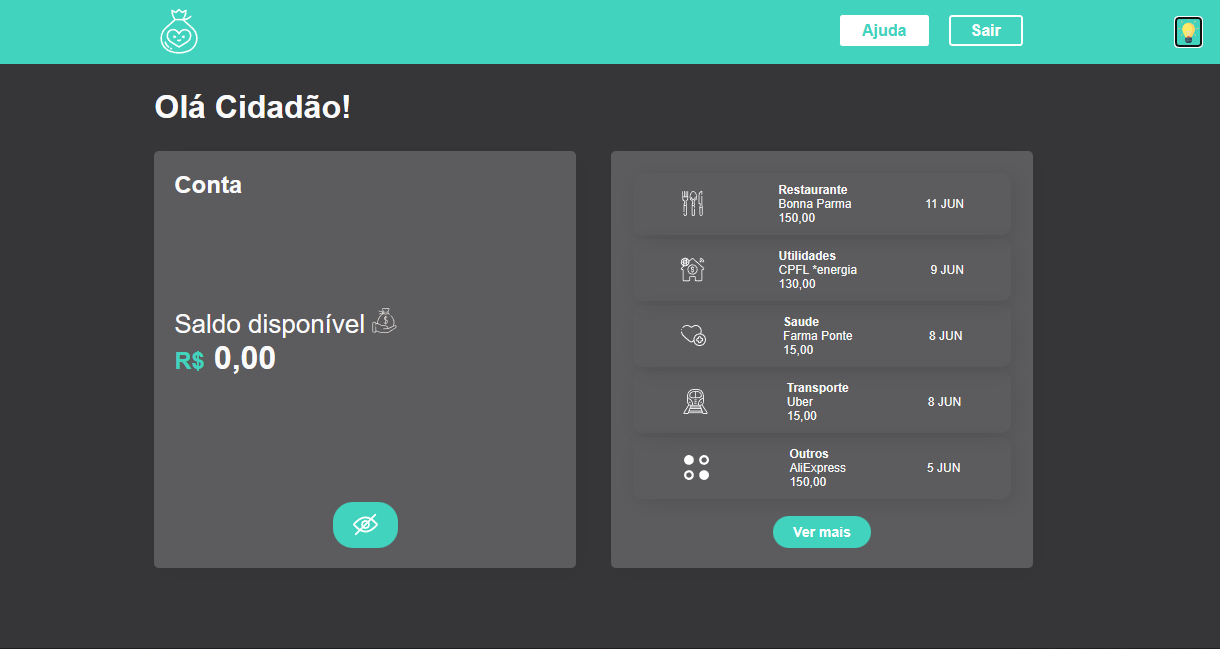 Ajuda
Sair
Olá Cidadão!
Conta
Saldo disponível
R$ 0,00
Restaurante
Bonna Parma
150,00
11 JUN
Utilidades
CPFL *energia
130,00
9 JUN
Saude
Farma Ponte
15,00
8 JUN
Transporte
Uber
15,00
8 JUN
Outros
AliExpress
150,00
5 JUN
Ver mais